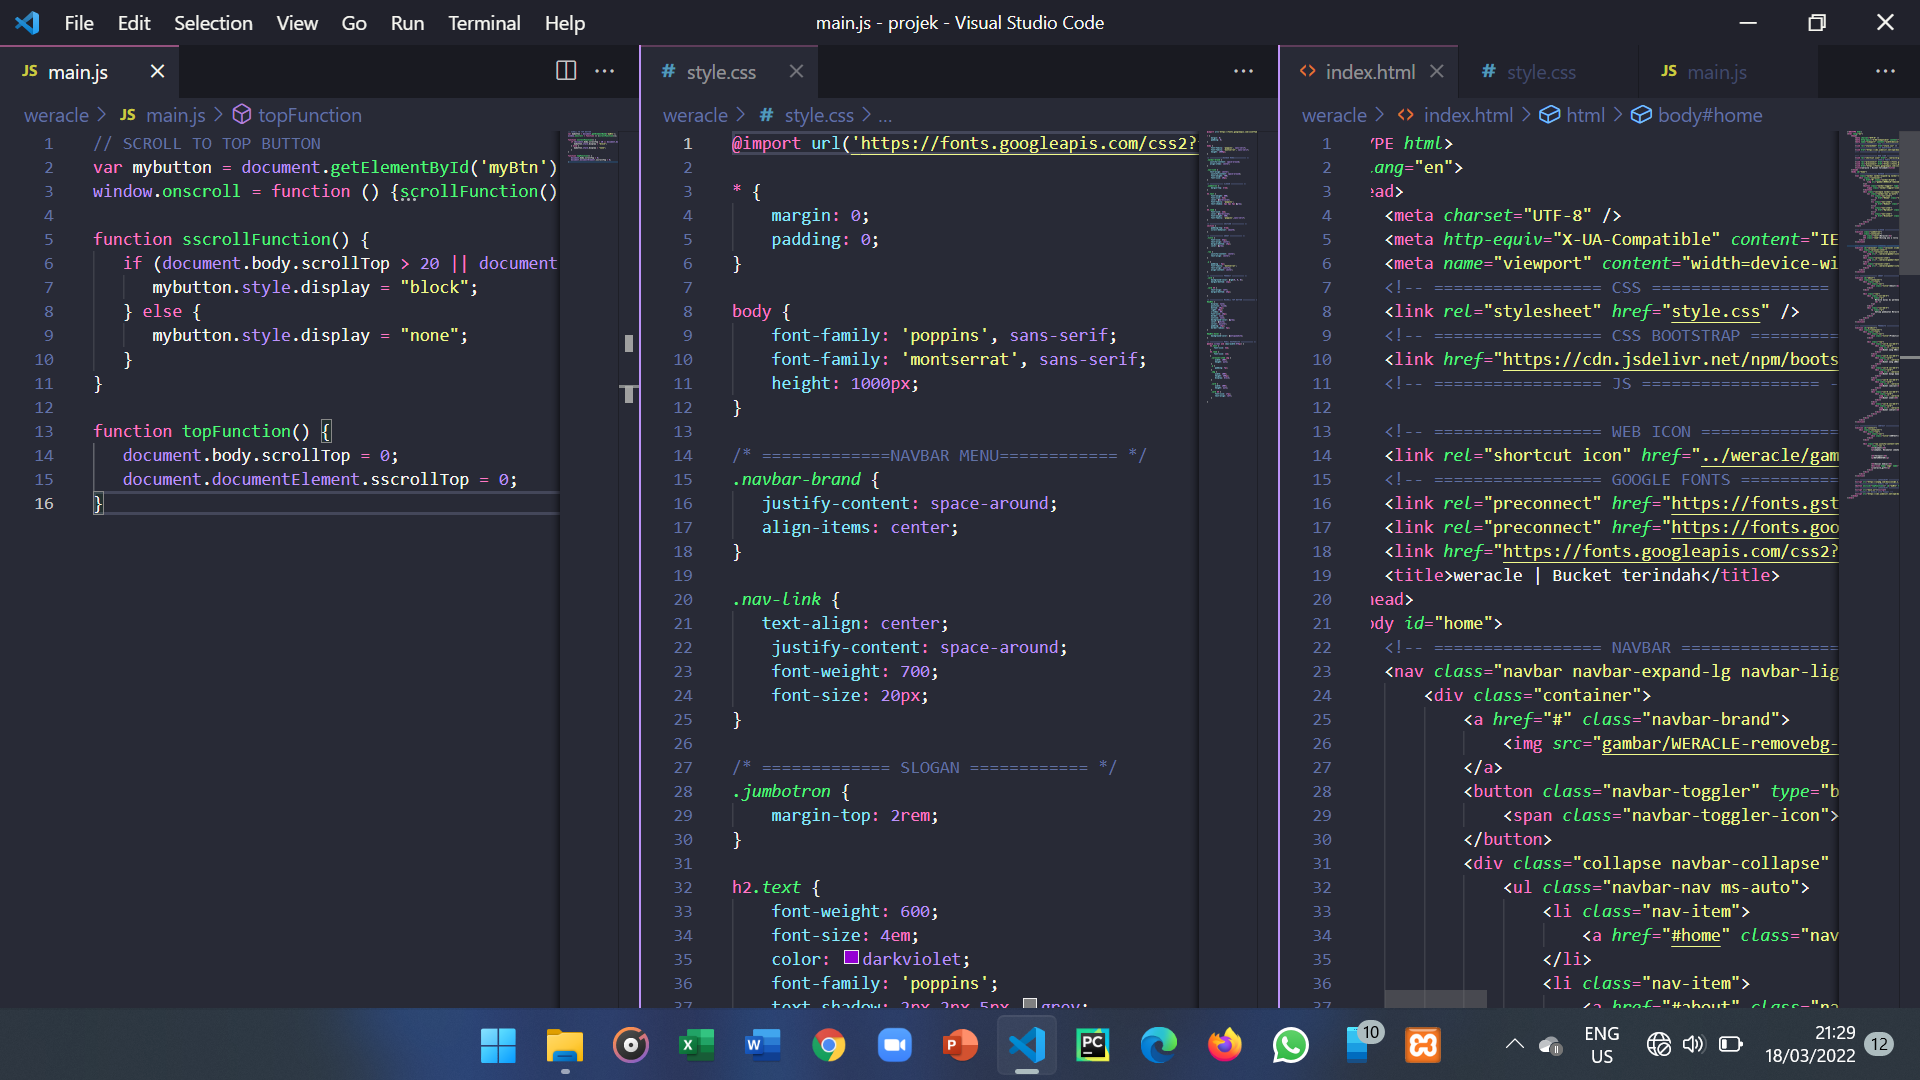 File Edit Selection View Go Run Terminal Help
main.js - projek - Visual Studio Code
JS main.js
weracle > JS main.js > topFunction
1 // SCROLL TO TOP BUTTON
2 var mybutton = document.getElementById('myBtn')
3 window.onscroll = function () {scrollFunction()
4
5 function sscrollFunction() {
6 if (document.body.scrollTop > 20 || document
7 mybutton.style.display = "block";
8 } else {
9 mybutton.style.display = "none";
10 }
11 }
12
13 function topFunction() {
14 document.body.scrollTop = 0;
15 document.documentElement.sscrollTop = 0;
16 }
# style.css
weracle > # style.css > ...
1 @import url('https://fonts.googleapis.com/css2?
2
3 * {
4 margin: 0;
5 padding: 0;
6 }
7
8 body {
9 font-family: 'poppins', sans-serif;
10 font-family: 'montserrat', sans-serif;
11 height: 1000px;
12 }
13
14 /* =============NAVBAR MENU============ */
15 .navbar-brand {
16 justify-content: space-around;
17 align-items: center;
18 }
19
20 .nav-link {
21 text-align: center;
22 justify-content: space-around;
23 font-weight: 700;
24 font-size: 20px;
25 }
26
27 /* ============= SLOGAN ============ */
28 .jumbotron {
29 margin-top: 2rem;
30 }
31
32 h2.text {
33 font-weight: 600;
34 font-size: 4em;
35 color: darkviolet;
36 font-family: 'poppins';
37 text-shadow: 2px 2px 5px grey;
<> index.html # style.css JS main.js
weracle > <> index.html > html > body#home
1 YPE html>
2 lang="en">
3 ead>
4 <meta charset="UTF-8" />
5 <meta http-equiv="X-UA-Compatible" content="IE
6 <meta name="viewport" content="width=device-wi
7 <!-- ================= CSS ==================
8 <link rel="stylesheet" href="style.css" />
9 <!-- ================= CSS BOOTSTRAP =========
10 <link href="https://cdn.jsdelivr.net/npm/boots
11 <!-- ================= JS ================== -
12
13 <!-- ================= WEB ICON ==============
14 <link rel="shortcut icon" href="../weracle/gam
15 <!-- ================= GOOGLE FONTS ==========
16 <link rel="preconnect" href="https://fonts.gst
17 <link rel="preconnect" href="https://fonts.goo
18 <link href="https://fonts.googleapis.com/css2?
19 <title>weracle | Bucket terindah</title>
20 head>
21 ody id="home">
22 <!-- ================= NAVBAR ================
23 <nav class="navbar navbar-expand-lg navbar-lig
24 <div class="container">
25 <a href="#" class="navbar-brand">
26 <img src="gambar/WERACLE-removebg-
27 </a>
28 <button class="navbar-toggler" type="b
29 <span class="navbar-toggler-icon">
30 </button>
31 <div class="collapse navbar-collapse"
32 <ul class="navbar-nav ms-auto">
33 <li class="nav-item">
34 <a href="#home" class="nav
35 </li>
36 <li class="nav-item">
37 <a href="#about" class="na
10
ENG
US
21:29
18/03/2022
12